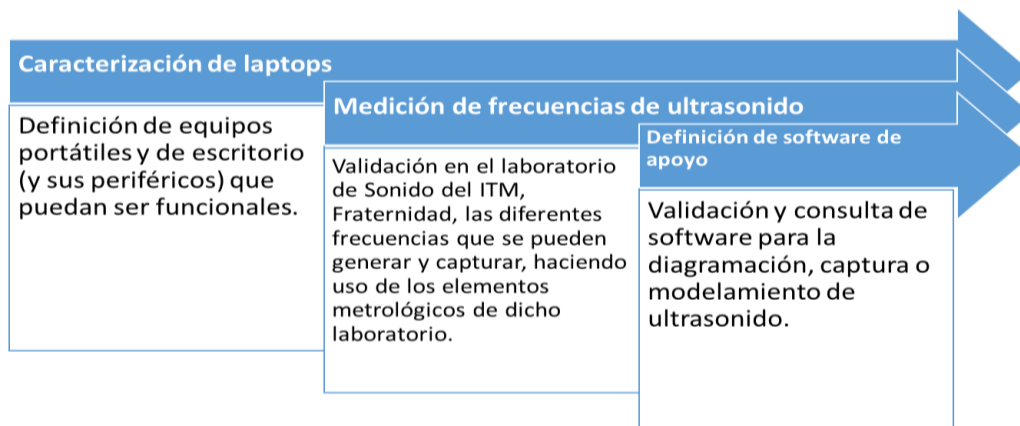 Caracterización de laptops
Definición de equipos
portátiles y de escritorio
(y sus periféricos) que
puedan ser funcionales.
Medición de frecuencias de ultrasonido
Validación en el laboratorio
de Sonido del ITM,
Fraternidad, las diferentes
frecuencias que se pueden
generar y capturar, haciendo
uso de los elementos
metrológicos de dicho
laboratorio.
Definición de software de
apoyo
Validación y consulta de
software para la
diagramación, captura o
modelamiento de
ultrasonido.